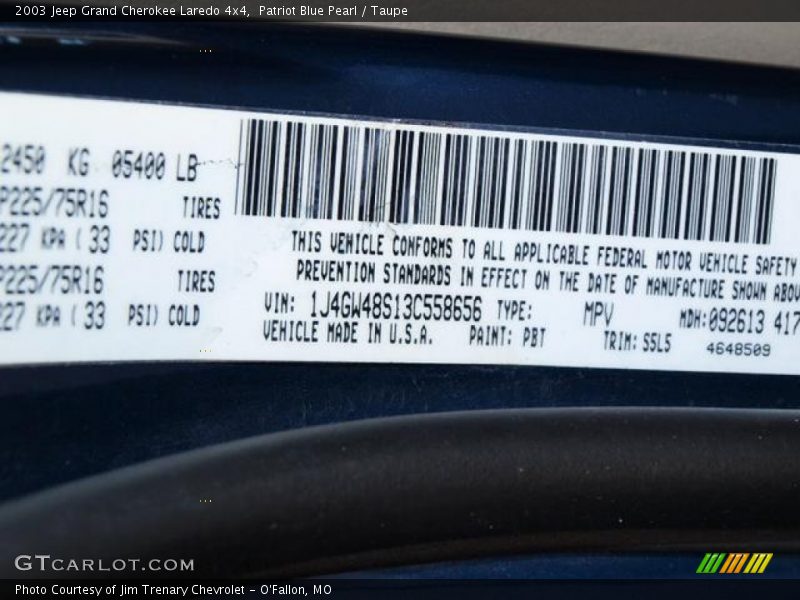 2003 Jeep Grand Cherokee Laredo 4x4, Patriot Blue Pearl / Taupe
2450 KG 05400 LB
P225/75R16 TIRES
227 KPA ( 33 PSI) COLD
P225/75R16 TIRES
227 KPA ( 33 PSI) COLD
THIS VEHICLE CONFORMS TO ALL APPLICABLE FEDERAL MOTOR VEHICLE SAFETY
PREVENTION STANDARDS IN EFFECT ON THE DATE OF MANUFACTURE SHOWN ABOV
VIN: 1J4GW48S13C558656 TYPE: MPV MDH:092613 417
VEHICLE MADE IN U.S.A. PAINT: PBT TRIM: S5L5 4648509
GTCARLOT.COM
Photo Courtesy of Jim Trenary Chevrolet - O'Fallon, MO